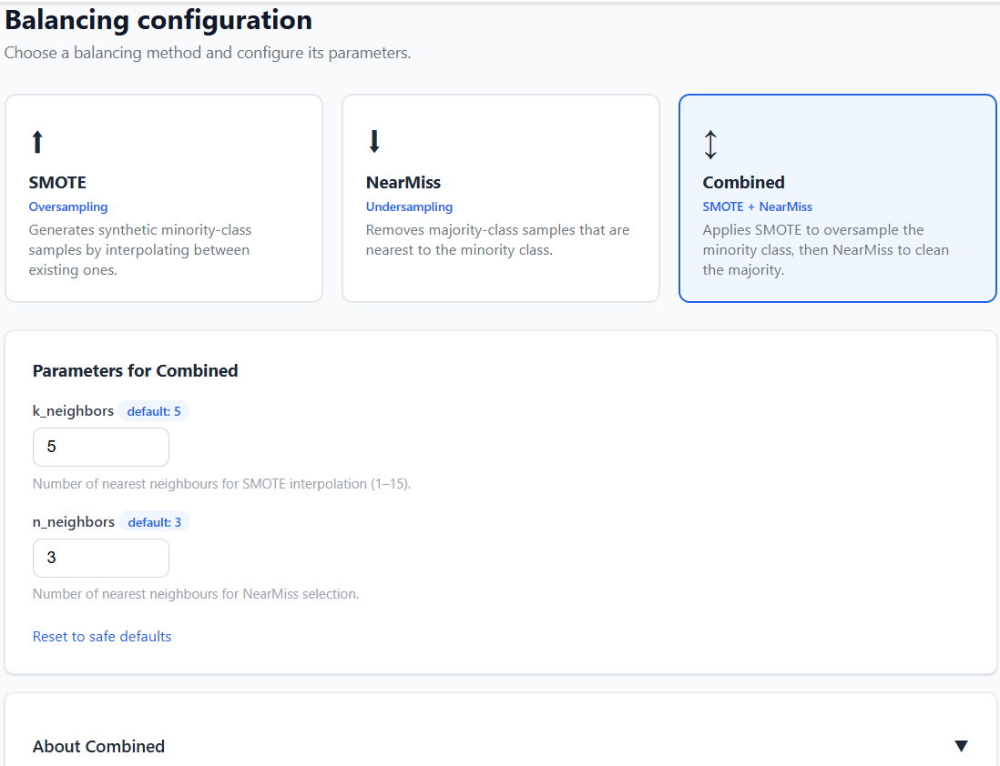 Balancing configuration
Choose a balancing method and configure its parameters.
SMOTE
Oversampling
Generates synthetic minority-class
samples by interpolating between
existing ones.
NearMiss
Undersampling
Removes majority-class samples that are
nearest to the minority class.
Combined
SMOTE + NearMiss
Applies SMOTE to oversample the
minority class, then NearMiss to clean
the majority.
Parameters for Combined
k_neighbors default: 5
5
Number of nearest neighbours for SMOTE interpolation (1–15).
n_neighbors default: 3
3
Number of nearest neighbours for NearMiss selection.
Reset to safe defaults
About Combined